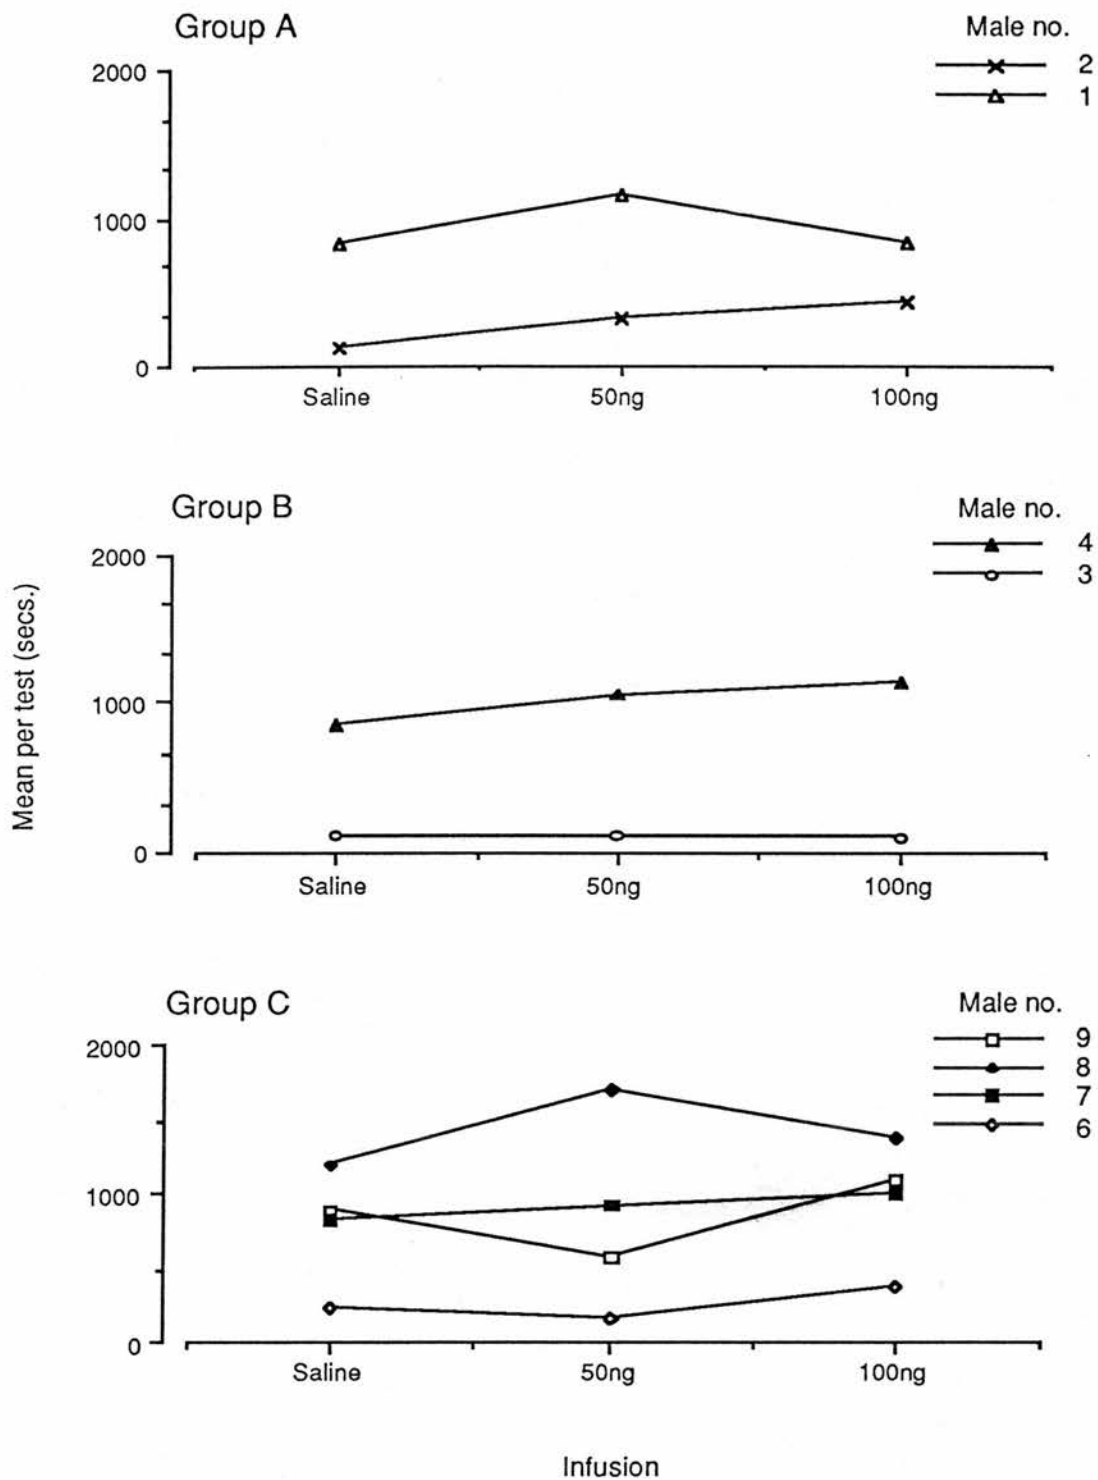 Group A
Male no.
2
1
2000
1000
0
Saline 50ng 100ng
Group B
Male no.
4
3
2000
1000
0
Saline 50ng 100ng
Mean per test (secs.)
Group C
Male no.
9
8
7
6
2000
1000
0
Saline 50ng 100ng
Infusion